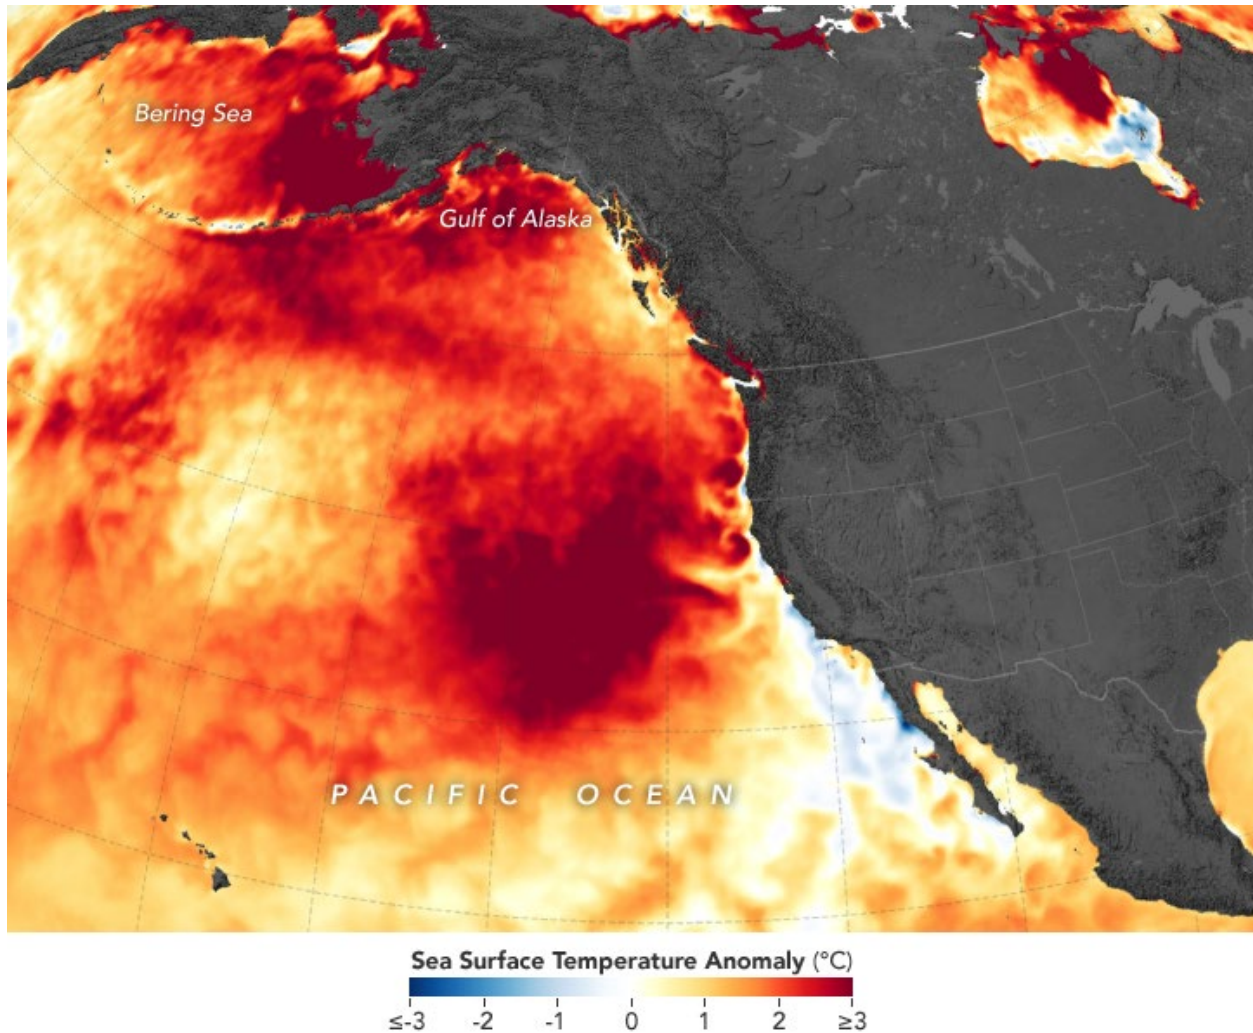 Bering Sea
Gulf of Alaska
PACIFIC OCEAN
Sea Surface Temperature Anomaly (°C)
≤-3 -2 -1 0 1 2 ≥3